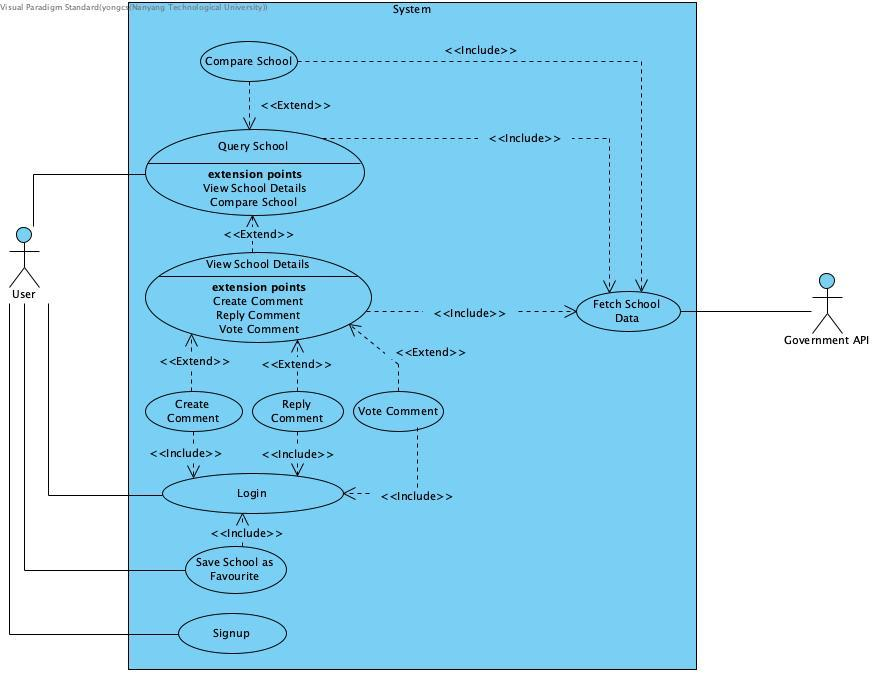 Visual Paradigm Standard(yongcs(Nanyang Technological University))
System
<<Include>>
Compare School
<<Extend>>
<<Include>>
Query School
extension points
View School Details
Compare School
<<Extend>>
User
View School Details
extension points
Create Comment
Reply Comment
Vote Comment
<<Include>>
Fetch School
Data
Government API
<<Extend>>
<<Extend>>
<<Extend>>
Create
Comment
Reply
Comment
Vote Comment
<<Include>>
<<Include>>
<<Include>>
Login
<<Include>>
Save School as
Favourite
Signup